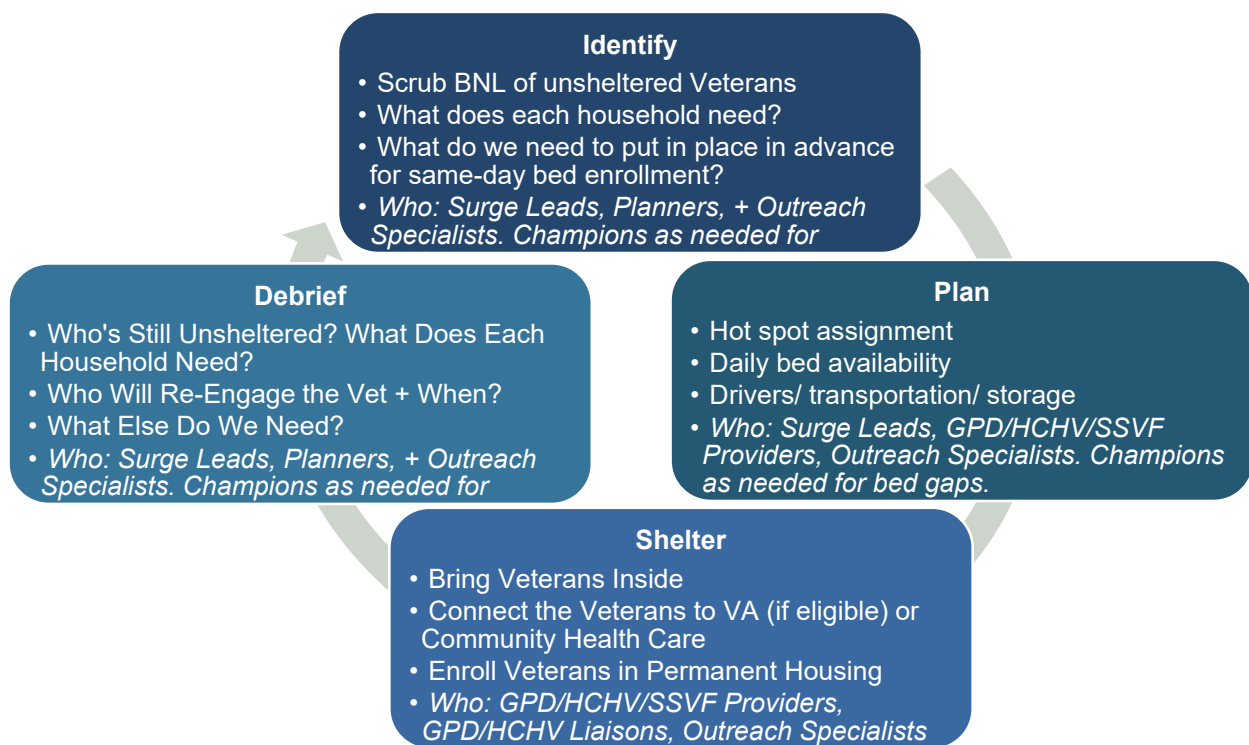 Identify
• Scrub BNL of unsheltered Veterans
• What does each household need?
• What do we need to put in place in advance
for same-day bed enrollment?
• Who: Surge Leads, Planners, + Outreach
Specialists. Champions as needed for
Plan
• Hot spot assignment
• Daily bed availability
• Drivers/ transportation/ storage
• Who: Surge Leads, GPD/HCHV/SSVF
Providers, Outreach Specialists. Champions
as needed for bed gaps.
Shelter
• Bring Veterans Inside
• Connect the Veterans to VA (if eligible) or
Community Health Care
• Enroll Veterans in Permanent Housing
• Who: GPD/HCHV/SSVF Providers,
GPD/HCHV Liaisons, Outreach Specialists
Debrief
• Who's Still Unsheltered? What Does Each
Household Need?
• Who Will Re-Engage the Vet + When?
• What Else Do We Need?
• Who: Surge Leads, Planners, + Outreach
Specialists. Champions as needed for